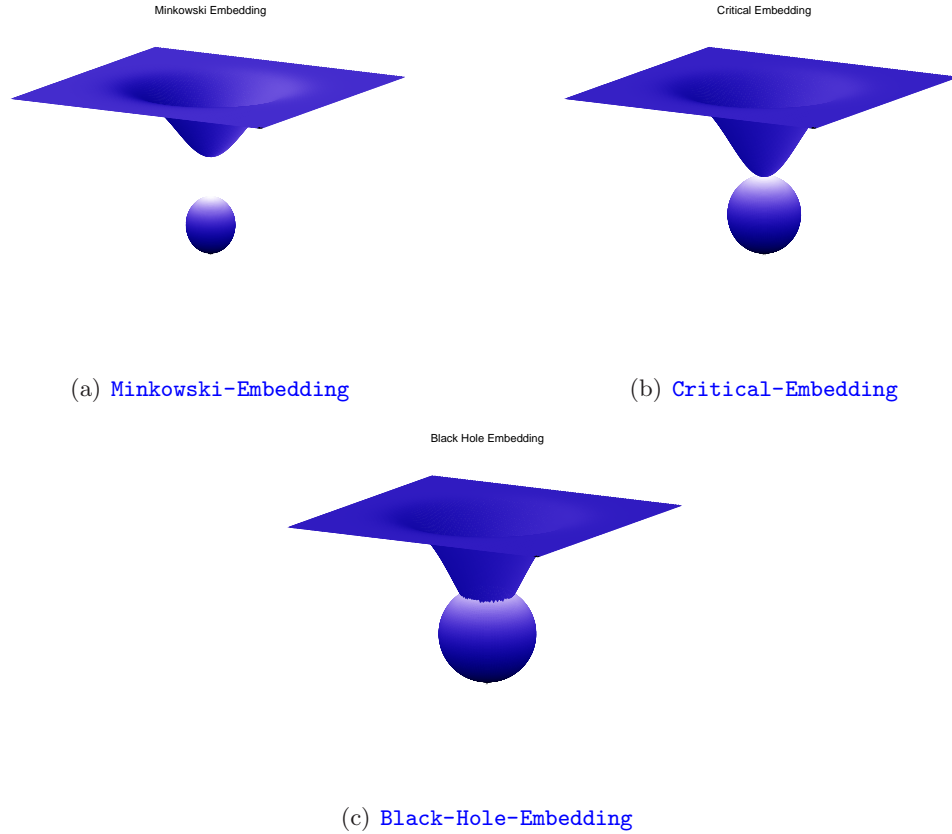 Minkowski Embedding
Critical Embedding
(a) Minkowski-Embedding
(b) Critical-Embedding
Black Hole Embedding
(c) Black-Hole-Embedding